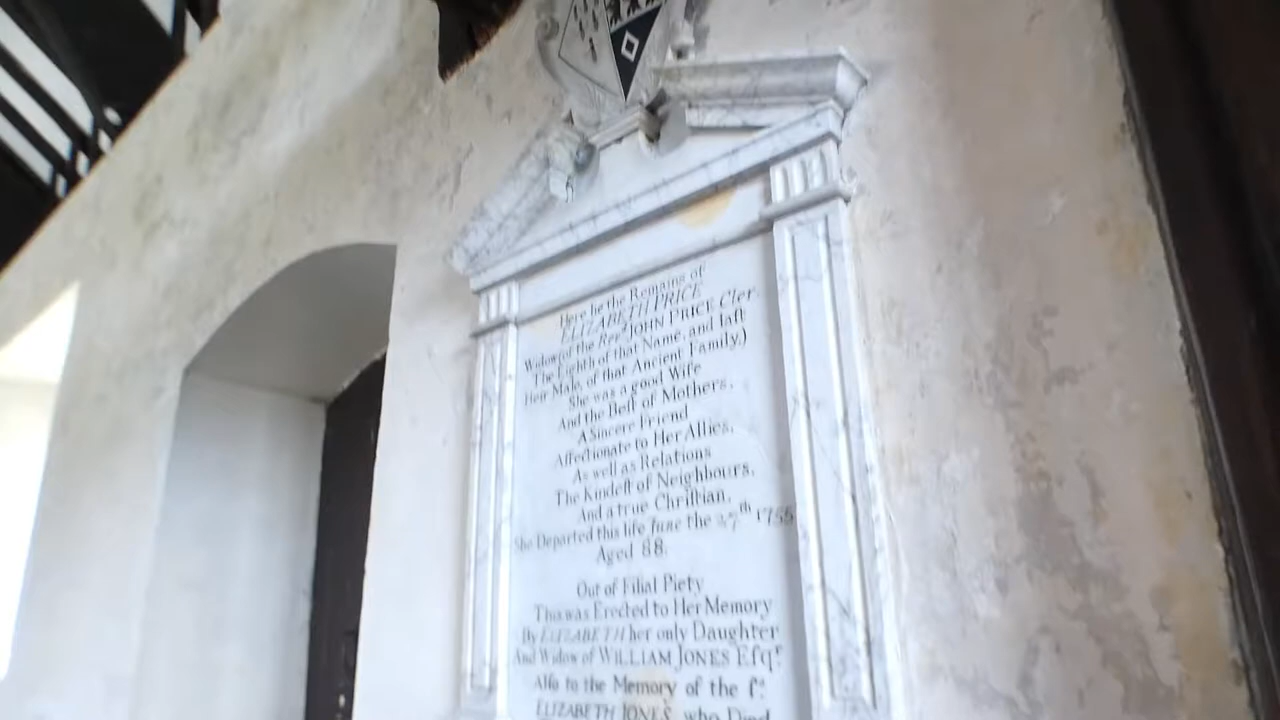 Here lie the Remains of
ELIZABETH PRICE
Widow (of the Revd JOHN PRICE Cler
The Eighth of that Name, and laſt
Heir Male, of that Ancient Family.)
She was a good Wife
And the Beſt of Mothers.
A Sincere Friend
Affectionate to Her Allies,
As well as Relations
The Kindeſt of Neighbours,
And a true Chriſtian.
She Departed this life June the 27th 1755
Aged 88.
Out of Filial Piety
This was Erected to Her Memory
By ELIZABETH her only Daughter
And Widow of WILLIAM JONES Eſqr.
Alſo to the Memory of the ſd.
ELIZABETH JONES, who Died